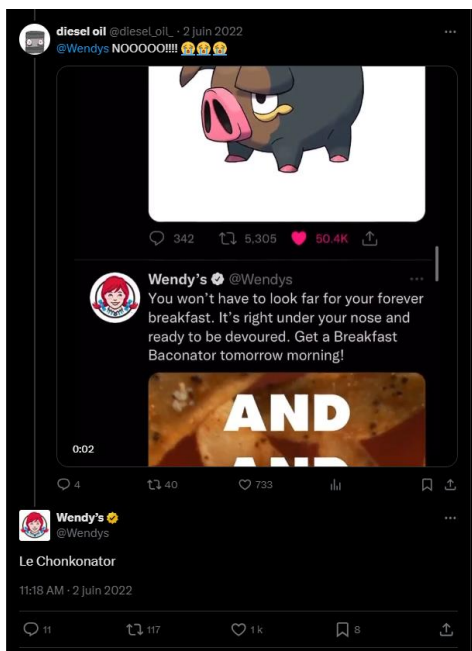 diesel oil @diesel_oil_ · 2 juin 2022
@Wendys NOOOOO!!!! 😭😭😭
342 5,305 50.4K
Wendy's @Wendys
You won't have to look far for your forever
breakfast. It's right under your nose and
ready to be devoured. Get a Breakfast
Baconator tomorrow morning!
AND
AND
0:02
4 40 733
Wendy's
@Wendys
Le Chonkonator
11:18 AM · 2 juin 2022
11 117 1 k 8